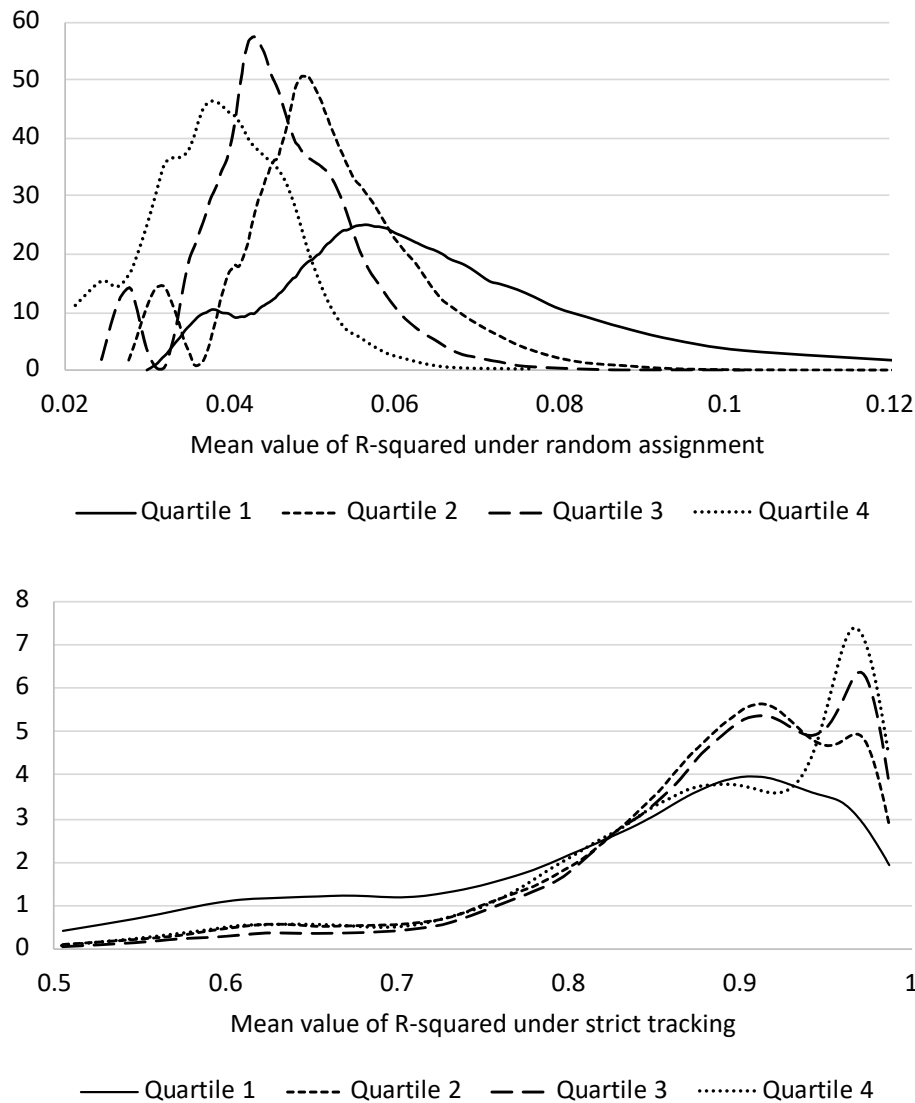 60
50
40
30
20
10
0
0.02 0.04 0.06 0.08 0.1 0.12
Mean value of R-squared under random assignment
Quartile 1 Quartile 2 Quartile 3 Quartile 4
8
7
6
5
4
3
2
1
0
0.5 0.6 0.7 0.8 0.9 1
Mean value of R-squared under strict tracking
Quartile 1 Quartile 2 Quartile 3 Quartile 4